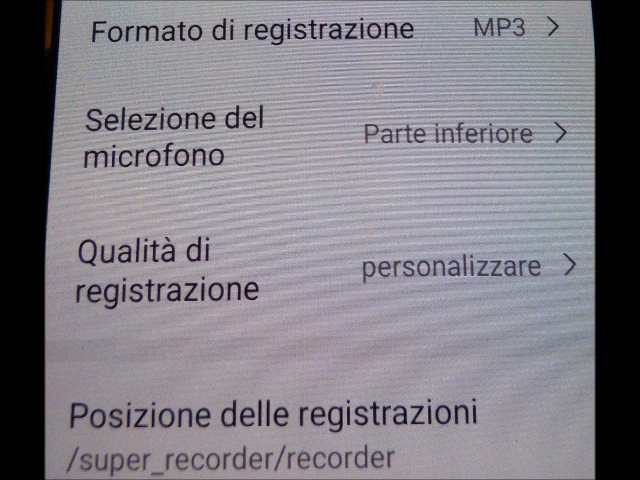 Formato di registrazione MP3 >
Selezione del
microfono
Parte inferiore >
Qualità di
registrazione
personalizzare >
Posizione delle registrazioni
/super_recorder/recorder